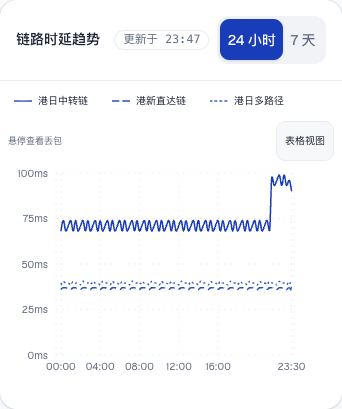 链路时延趋势
更新于 23:47
24 小时
7 天
港日中转链
港新直达链
港日多路径
悬停查看丢包
表格视图
100ms
75ms
50ms
25ms
0ms
00:00 04:00 08:00 12:00 16:00 23:30